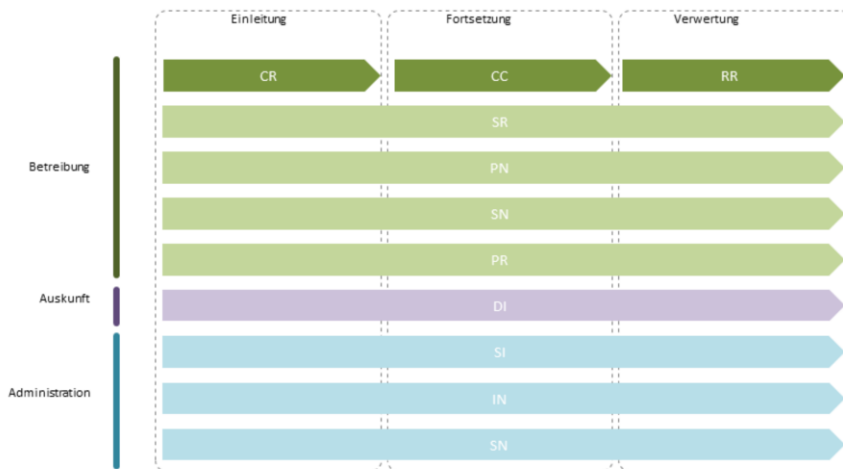 Einleitung Fortsetzung Verwertung
CR CC RR
SR
Betreibung
PN
SN
PR
Auskunft
DI
SI
Administration
IN
SN